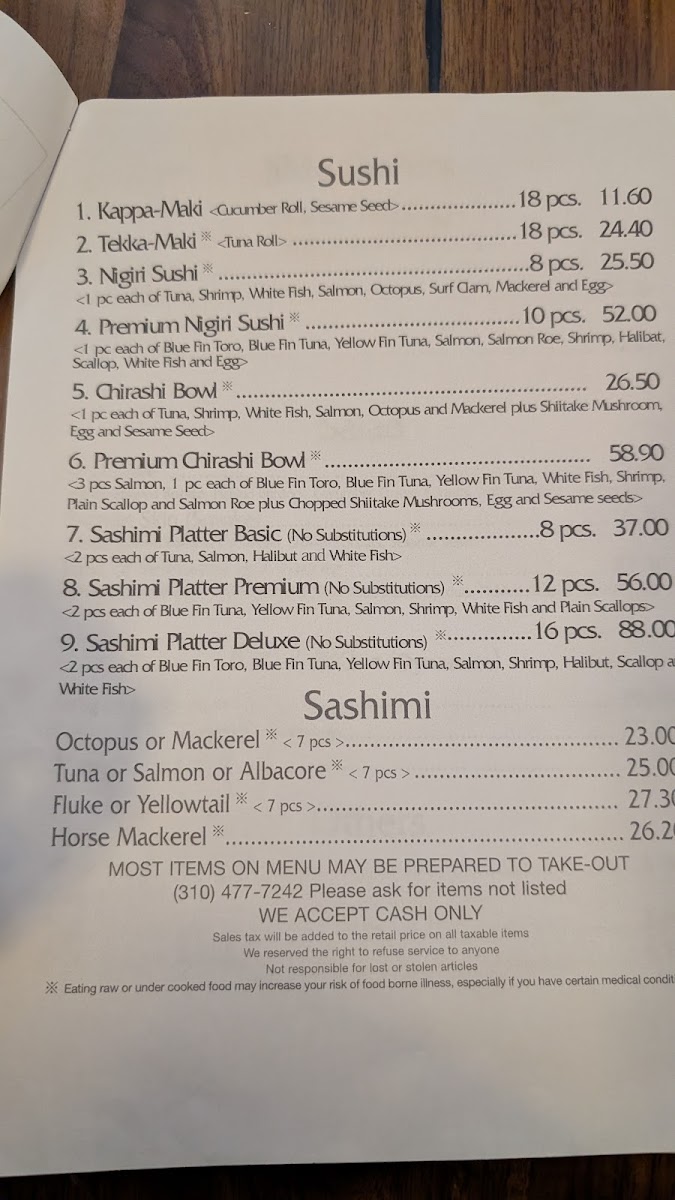 Sushi
1. Kappa-Maki <Cucumber Roll, Sesame Seed>....................18 pcs. 11.60
2. Tekka-Maki ※ <Tuna Roll> .......................................18 pcs. 24.40
3. Nigiri Sushi ※ .......................................................8 pcs. 25.50
<1 pc each of Tuna, Shrimp, White Fish, Salmon, Octopus, Surf Clam, Mackerel and Egg>
4. Premium Nigiri Sushi ※ ......................................10 pcs. 52.00
<1 pc each of Blue Fin Toro, Blue Fin Tuna, Yellow Fin Tuna, Salmon, Salmon Roe, Shrimp, Halibat,
Scallop, White Fish and Egg>
5. Chirashi Bowl ※ .............................................................. 26.50
<1 pc each of Tuna, Shrimp, White Fish, Salmon, Octopus and Mackerel plus Shiitake Mushroom,
Egg and Sesame Seed>
6. Premium Chirashi Bowl ※ ............................................... 58.90
<3 pcs Salmon, 1 pc each of Blue Fin Toro, Blue Fin Tuna, Yellow Fin Tuna, White Fish, Shrimp,
Plain Scallop and Salmon Roe plus Chopped Shiitake Mushrooms, Egg and Sesame seeds>
7. Sashimi Platter Basic (No Substitutions) ※ ...................8 pcs. 37.00
<2 pcs each of Tuna, Salmon, Halibut and White Fish>
8. Sashimi Platter Premium (No Substitutions) ※...........12 pcs. 56.00
<2 pcs each of Blue Fin Tuna, Yellow Fin Tuna, Salmon, Shrimp, White Fish and Plain Scallops>
9. Sashimi Platter Deluxe (No Substitutions) ※..............16 pcs. 88.00
<2 pcs each of Blue Fin Toro, Blue Fin Tuna, Yellow Fin Tuna, Salmon, Shrimp, Halibut, Scallop a
White Fish>
Sashimi
Octopus or Mackerel ※ < 7 pcs >............................................ 23.00
Tuna or Salmon or Albacore ※ < 7 pcs > ................................. 25.00
Fluke or Yellowtail ※ < 7 pcs >................................................ 27.30
Horse Mackerel ※................................................................ 26.20
MOST ITEMS ON MENU MAY BE PREPARED TO TAKE-OUT
(310) 477-7242 Please ask for items not listed
WE ACCEPT CASH ONLY
Sales tax will be added to the retail price on all taxable items
We reserved the right to refuse service to anyone
Not responsible for lost or stolen articles
※ Eating raw or under cooked food may increase your risk of food borne illness, especially if you have certain medical condit